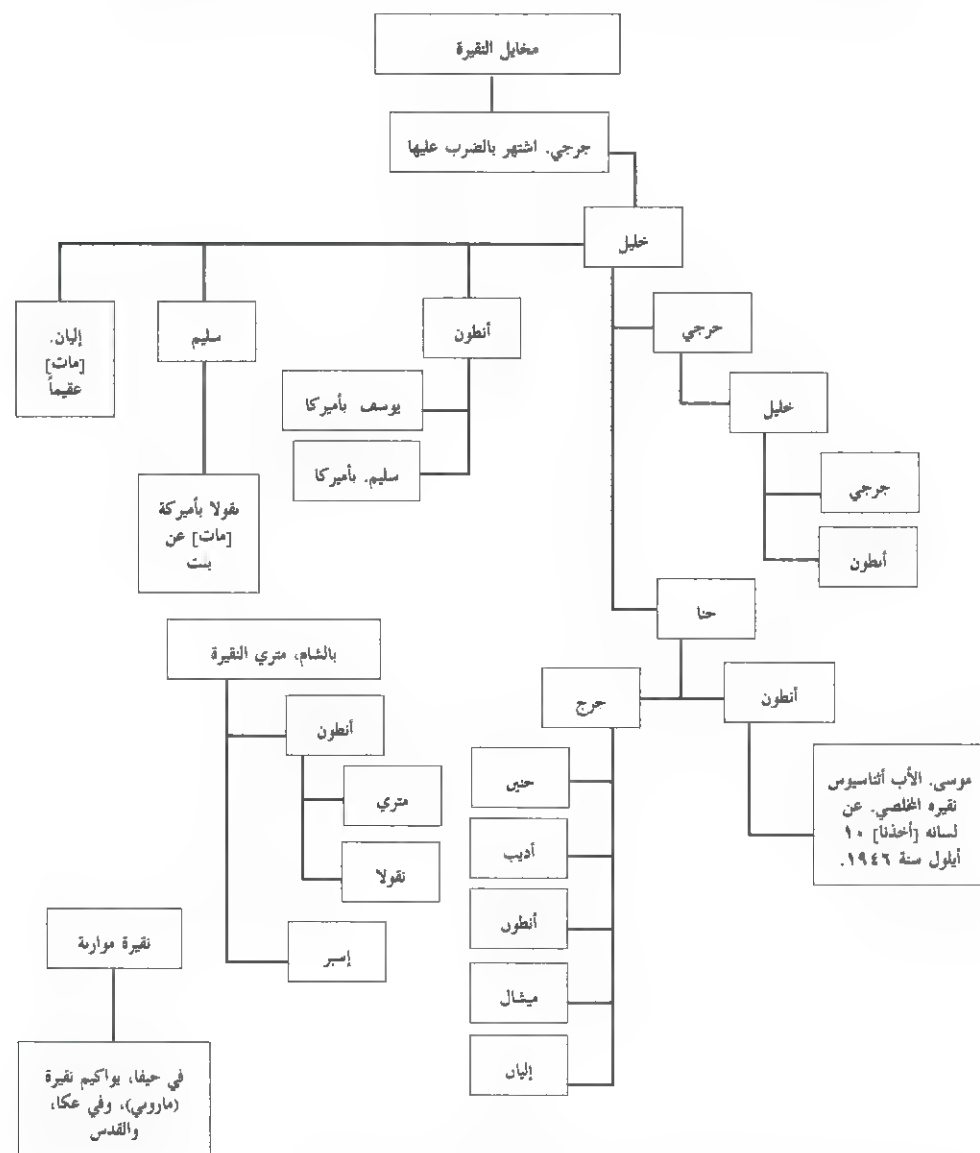 مخايل النقيرة
جرجي. اشتهر بالضرب عليها
خليل
إليان.
[مات]
عقيماً
سليم
أنطون
جرجي
يوسف بأميركا
خليل
سليم. بأميركا
جرجي
نقولا بأميركة
[مات] عن
بنت
أنطون
حنا
بالشام، متري النقيرة
جرج
أنطون
أنطون
موسى. الأب أثناسيوس
نقيره المخلصي. عن
لسانه [أخذنا] ١٠
أيلول سنة ١٩٤٦.
حنين
متري
أديب
نقولا
أنطون
نقيرة موارنة
إسبر
ميشال
إليان
في حيفا، يواكيم نقيرة
(ماروني)، وفي عكا،
والقدس